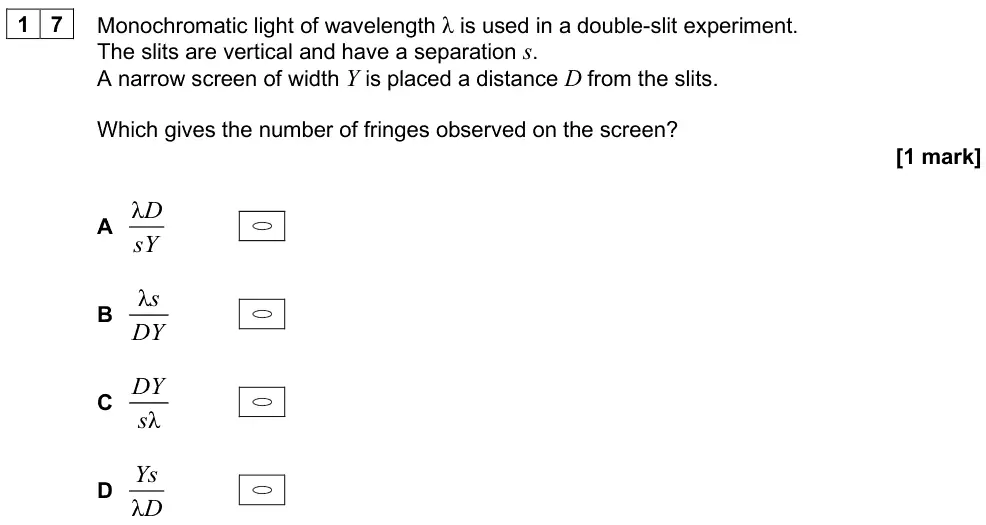 1 7 Monochromatic light of wavelength λ is used in a double-slit experiment.
The slits are vertical and have a separation s.
A narrow screen of width Y is placed a distance D from the slits.
Which gives the number of fringes observed on the screen?
[1 mark]
A λD/sY
B λs/DY
C DY/sλ
D Ys/λD